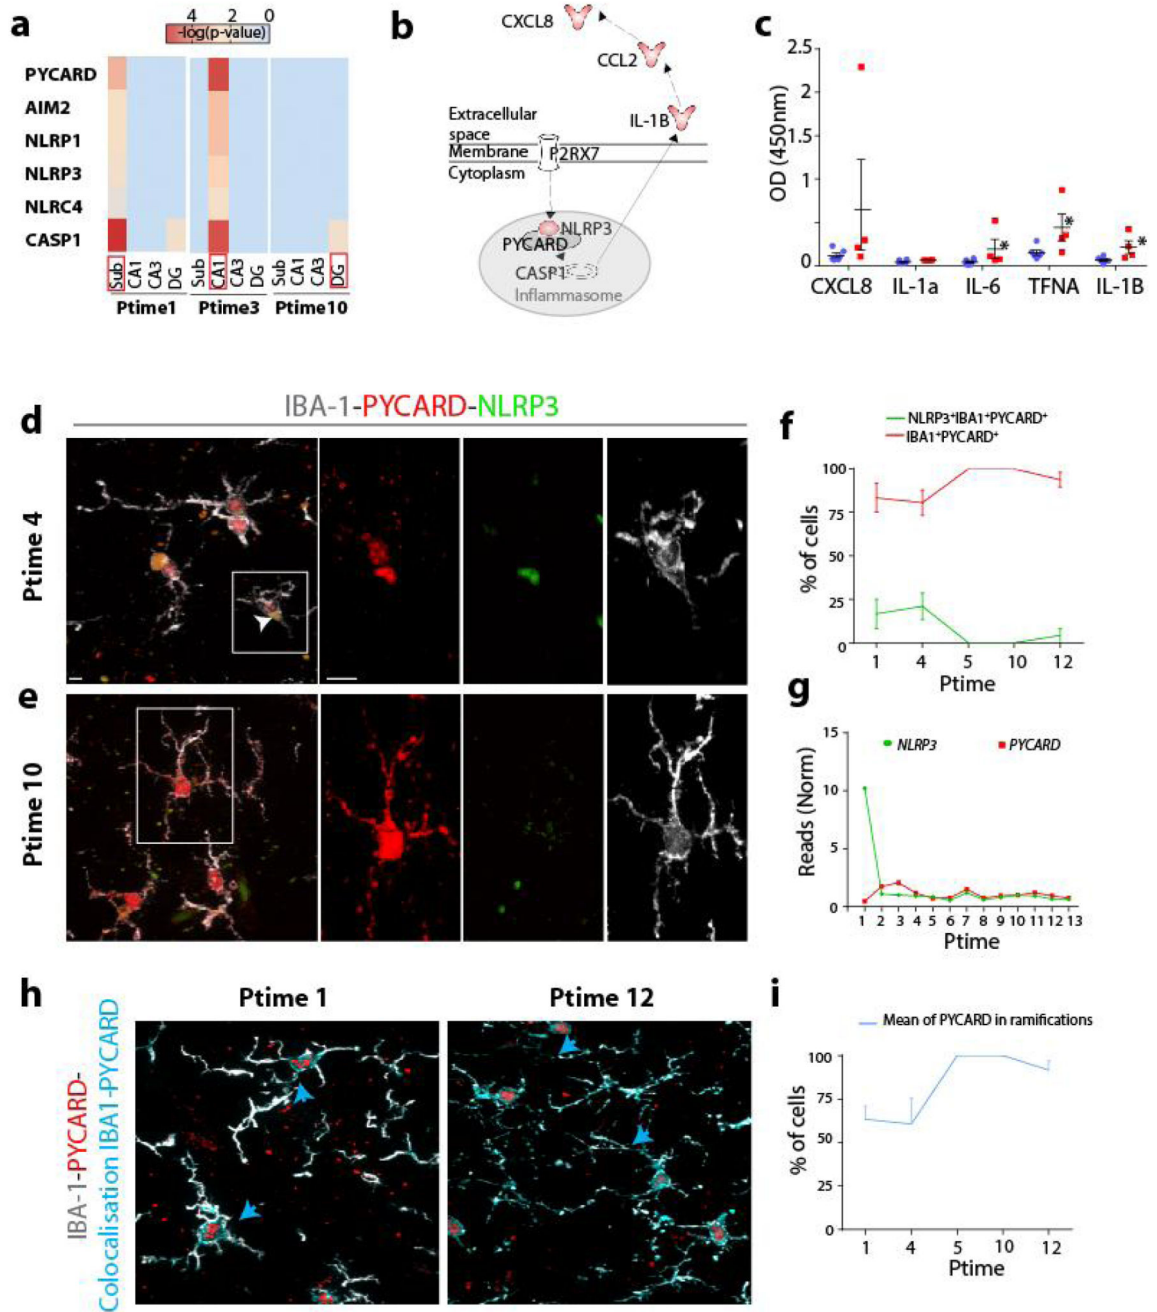 a
4 2 0
-log(p-value)
PYCARD
AIM2
NLRP1
NLRP3
NLRC4
CASP1
Sub CA1 CA3 DG Sub CA1 CA3 DG Sub CA1 CA3 DG
Ptime1 Ptime3 Ptime10
b
CXCL8
CCL2
IL-1B
Extracellular
space
Membrane
P2RX7
Cytoplasm
NLRP3
PYCARD
CASP1
Inflammasome
c
OD (450nm)
2.5
2
1.5
1
0
*
*
*
CXCL8 IL-1a IL-6 TFNA IL-1B
IBA-1-PYCARD-NLRP3
d
Ptime 4
e
Ptime 10
f
NLRP3+IBA1+PYCARD+
IBA1+PYCARD+
% of cells
100
75
50
25
0
1 4 5 10 12
Ptime
g
NLRP3 PYCARD
Reads (Norm)
15
10
5
0
1 2 3 4 5 6 7 8 9 10 11 12 13
Ptime
h
Ptime 1 Ptime 12
IBA-1-PYCARD-
Colocalisation IBA1-PYCARD
i
Mean of PYCARD in ramifications
% of cells
100
75
50
25
0
1 4 5 10 12
Ptime